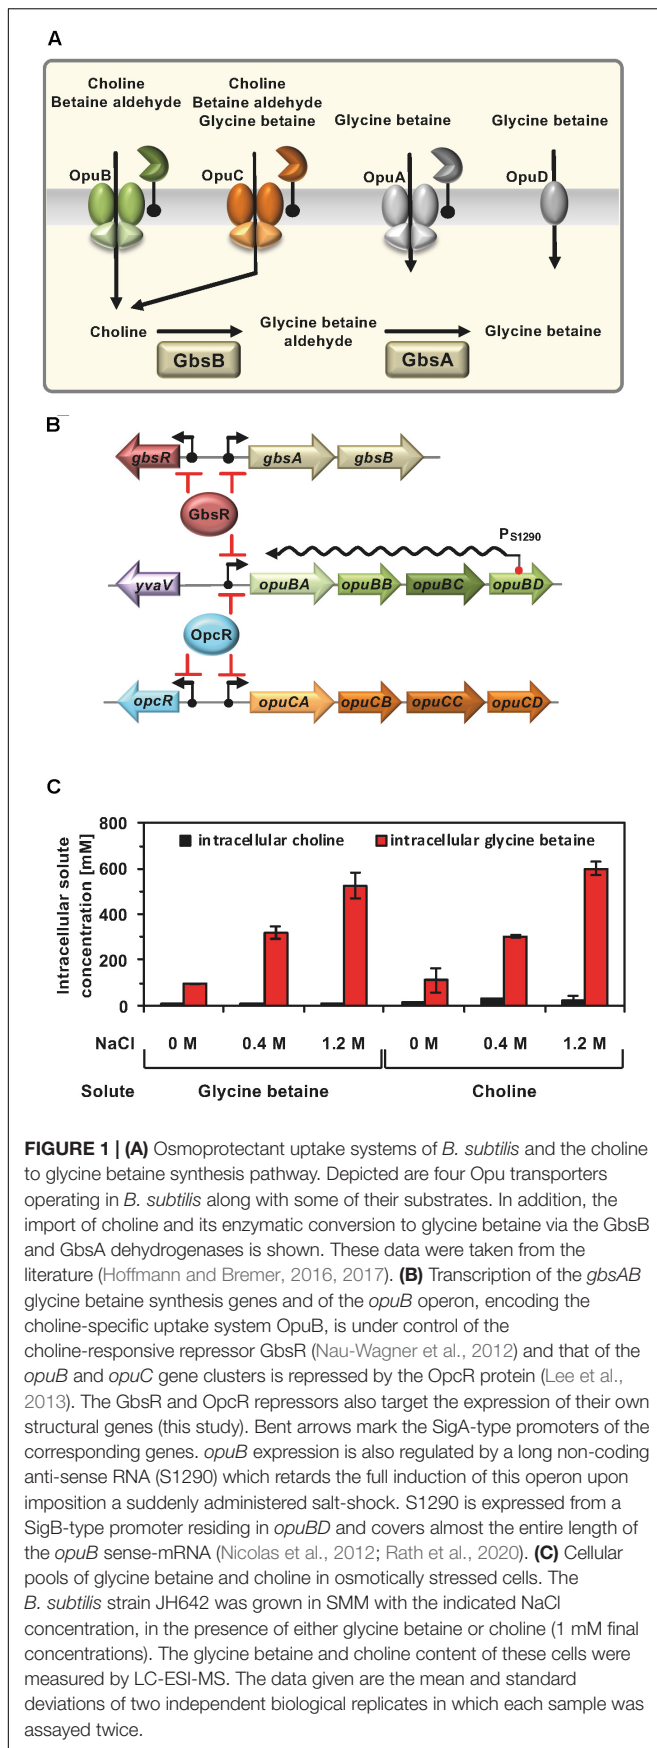 A
Choline
Betaine aldehyde
Choline
Betaine aldehyde
Glycine betaine
Glycine betaine
Glycine betaine
OpuB
OpuC
OpuA
OpuD
Choline
Glycine betaine
aldehyde
Glycine betaine
GbsB
GbsA
B
gbsR
gbsA
gbsB
GbsR
PS1290
yvaV
opuBA
opuBB
opuBC
opuBD
OpcR
opcR
opuCA
opuCB
opuCC
opuCD
C
Intracellular solute
concentration [mM]
800
600
400
200
0
intracellular choline
intracellular glycine betaine
NaCl 0 M 0.4 M 1.2 M 0 M 0.4 M 1.2 M
Solute Glycine betaine Choline
FIGURE 1 | (A) Osmoprotectant uptake systems of B. subtilis and the choline
to glycine betaine synthesis pathway. Depicted are four Opu transporters
operating in B. subtilis along with some of their substrates. In addition, the
import of choline and its enzymatic conversion to glycine betaine via the GbsB
and GbsA dehydrogenases is shown. These data were taken from the
literature (Hoffmann and Bremer, 2016, 2017). (B) Transcription of the gbsAB
glycine betaine synthesis genes and of the opuB operon, encoding the
choline-specific uptake system OpuB, is under control of the
choline-responsive repressor GbsR (Nau-Wagner et al., 2012) and that of the
opuB and opuC gene clusters is repressed by the OpcR protein (Lee et al.,
2013). The GbsR and OpcR repressors also target the expression of their own
structural genes (this study). Bent arrows mark the SigA-type promoters of the
corresponding genes. opuB expression is also regulated by a long non-coding
anti-sense RNA (S1290) which retards the full induction of this operon upon
imposition a suddenly administered salt-shock. S1290 is expressed from a
SigB-type promoter residing in opuBD and covers almost the entire length of
the opuB sense-mRNA (Nicolas et al., 2012; Rath et al., 2020). (C) Cellular
pools of glycine betaine and choline in osmotically stressed cells. The
B. subtilis strain JH642 was grown in SMM with the indicated NaCl
concentration, in the presence of either glycine betaine or choline (1 mM final
concentrations). The glycine betaine and choline content of these cells were
measured by LC-ESI-MS. The data given are the mean and standard
deviations of two independent biological replicates in which each sample was
assayed twice.